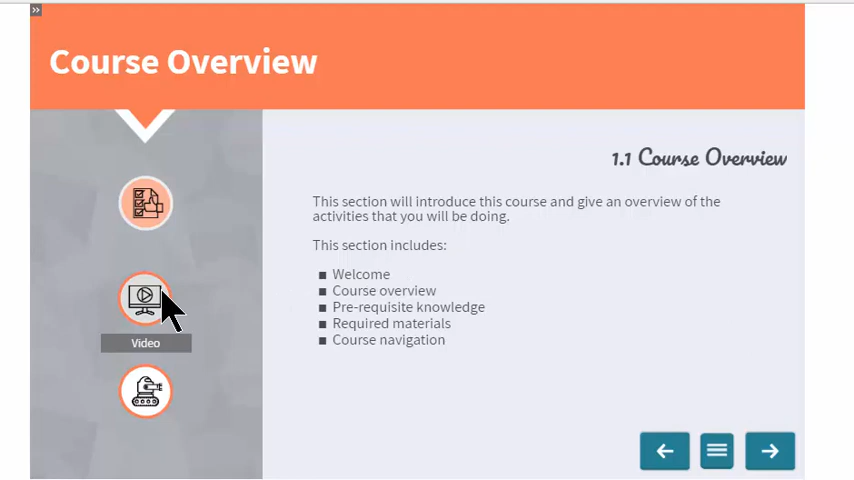 »
Course Overview
1.1 Course Overview
This section will introduce this course and give an overview of the
activities that you will be doing.
This section includes:
■ Welcome
■ Course overview
■ Pre-requisite knowledge
■ Required materials
■ Course navigation
Video